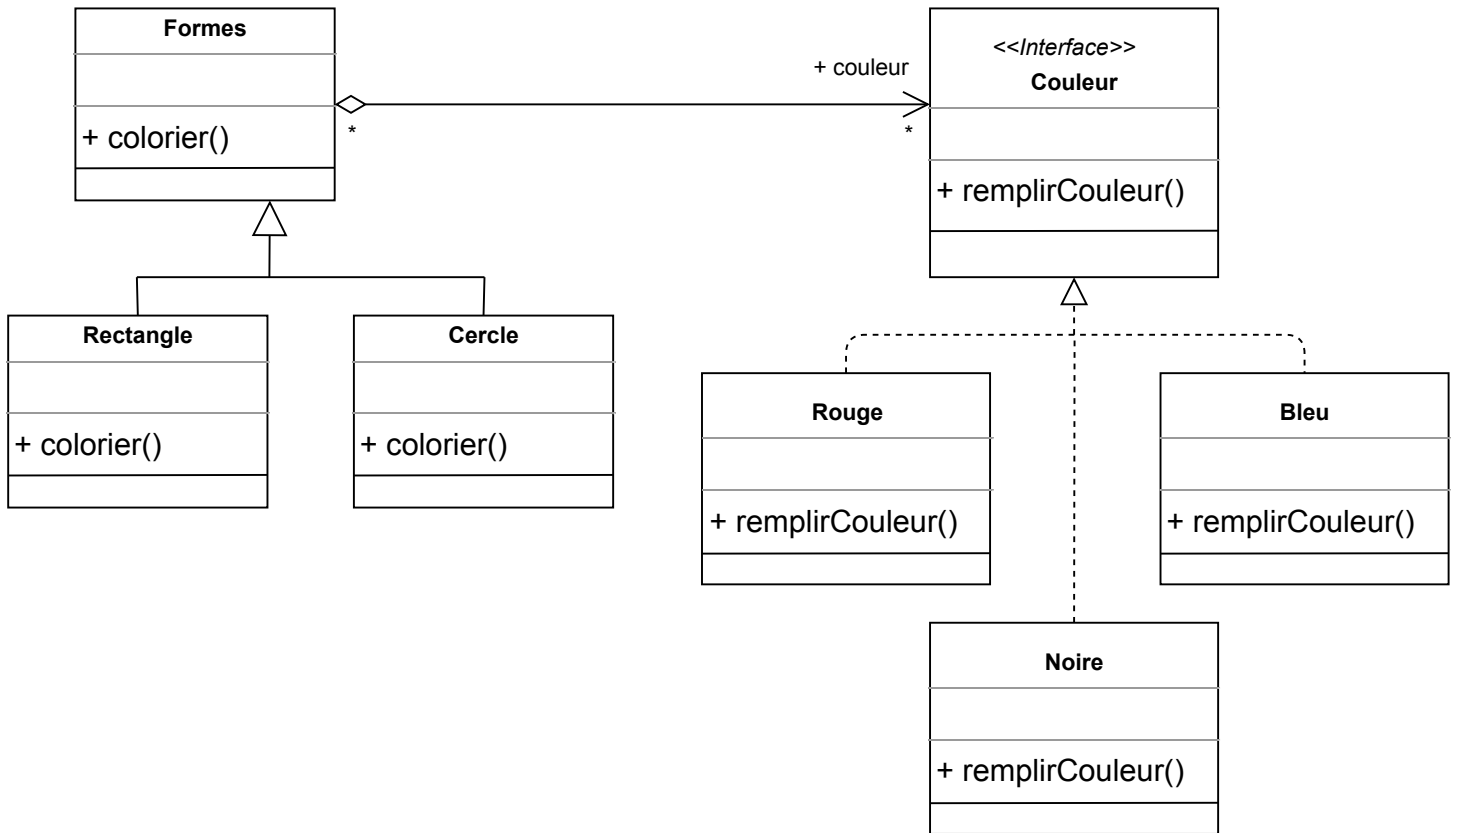 Formes
+ colorier()
+ couleur
*
*
<<Interface>>
Couleur
+ remplirCouleur()
Rectangle
+ colorier()
Cercle
+ colorier()
Rouge
+ remplirCouleur()
Bleu
+ remplirCouleur()
Noire
+ remplirCouleur()